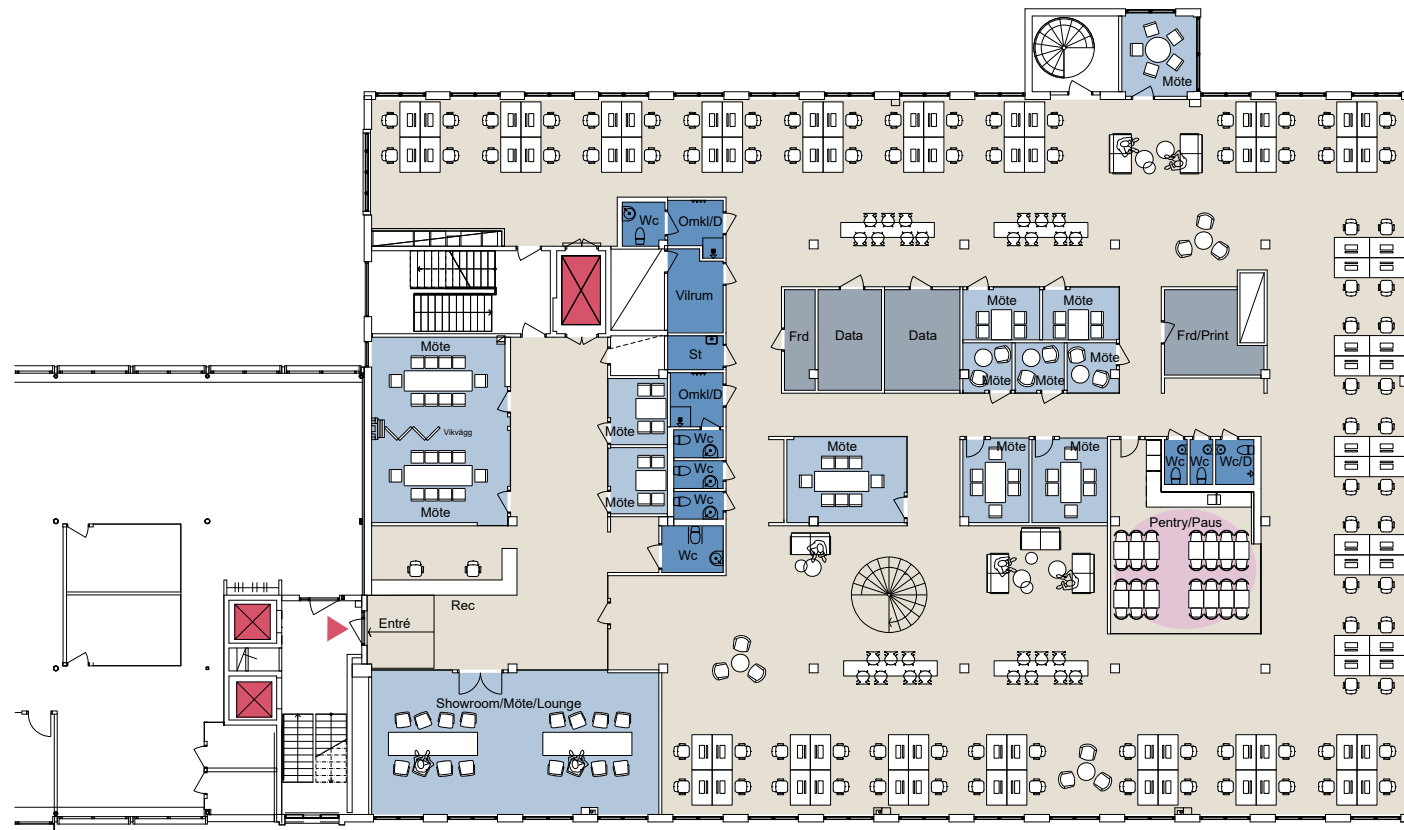 Möte
Wc
Omkl/D
Vilrum
Möte
Möte
Frd
Data
Data
Frd/Print
Möte
St
Möte
Möte
Möte
Omkl/D
Möte
Vikvägg
Wc
Möte
Möte
Möte
Wc
Wc
Wc
Wc/D
Möte
Möte
Wc
Pentry/Paus
Wc
Rec
Entré
Showroom/Möte/Lounge